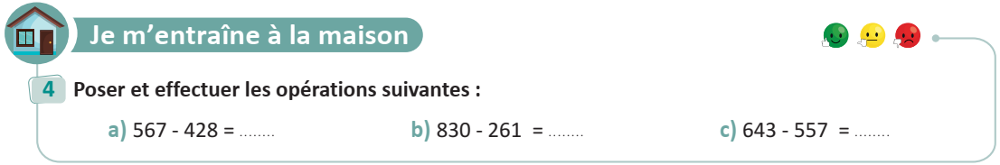 Je m’entraîne à la maison
4 Poser et effectuer les opérations suivantes :
a) 567 - 428 = ........ b) 830 - 261 = ........ c) 643 - 557 = ........